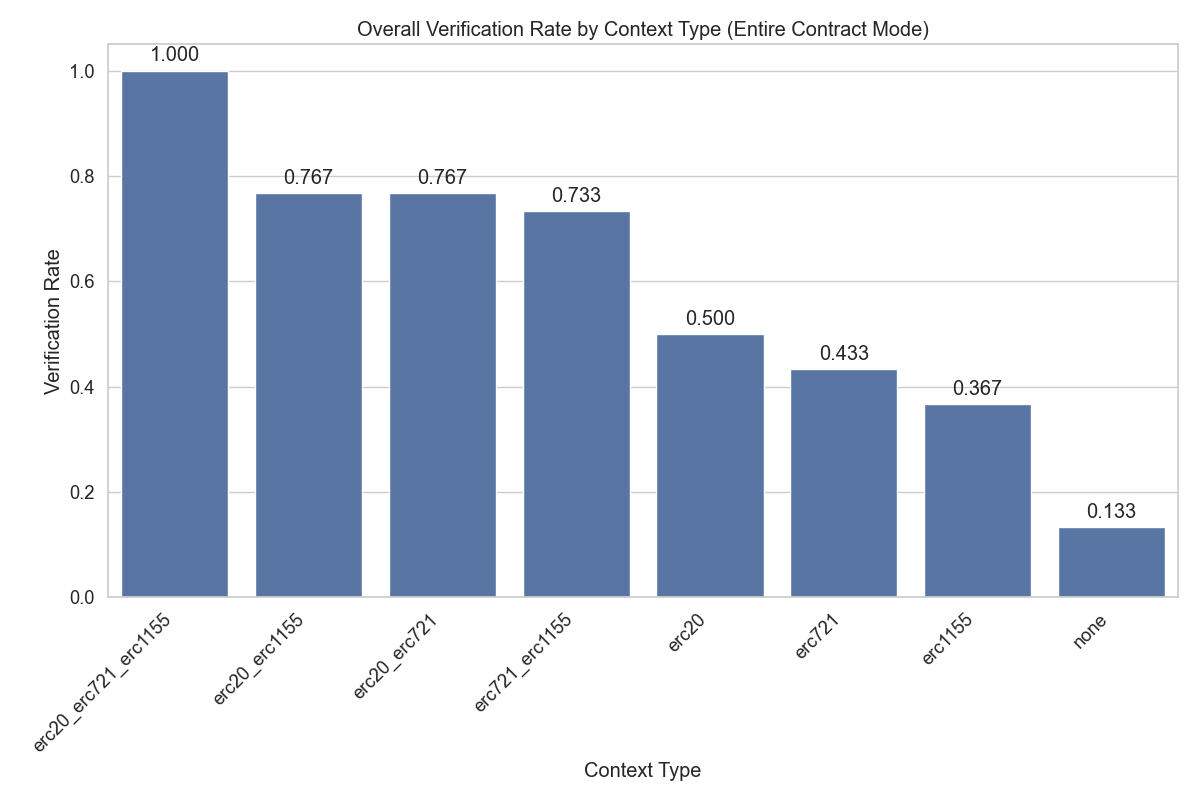 Overall Verification Rate by Context Type (Entire Contract Mode)
1.000
0.767
0.767
0.733
0.500
0.433
0.367
0.133
1.0
0.8
0.6
0.4
0.2
0.0
Verification Rate
erc20_erc721_erc1155
erc20_erc1155
erc20_erc721
erc721_erc1155
erc20
erc721
erc1155
none
Context Type